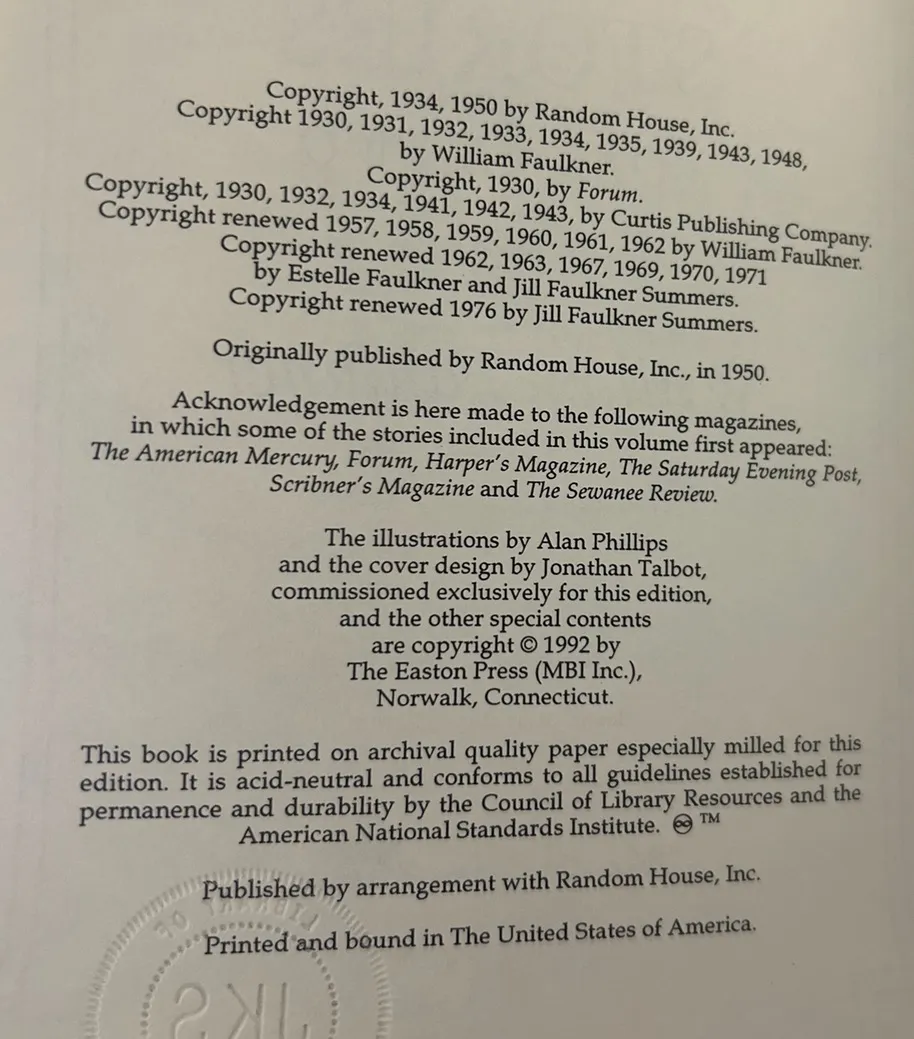 Copyright, 1934, 1950 by Random House, Inc.
Copyright 1930, 1931, 1932, 1933, 1934, 1935, 1939, 1943, 1948,
by William Faulkner.
Copyright, 1930, by Forum.
Copyright, 1930, 1932, 1934, 1941, 1942, 1943, by Curtis Publishing Company.
Copyright renewed 1957, 1958, 1959, 1960, 1961, 1962 by William Faulkner.
Copyright renewed 1962, 1963, 1967, 1969, 1970, 1971
by Estelle Faulkner and Jill Faulkner Summers.
Copyright renewed 1976 by Jill Faulkner Summers.
Originally published by Random House, Inc., in 1950.
Acknowledgement is here made to the following magazines,
in which some of the stories included in this volume first appeared:
The American Mercury, Forum, Harper's Magazine, The Saturday Evening Post,
Scribner's Magazine and The Sewanee Review.
The illustrations by Alan Phillips
and the cover design by Jonathan Talbot,
commissioned exclusively for this edition,
and the other special contents
are copyright © 1992 by
The Easton Press (MBI Inc.),
Norwalk, Connecticut.
This book is printed on archival quality paper especially milled for this
edition. It is acid-neutral and conforms to all guidelines established for
permanence and durability by the Council of Library Resources and the
American National Standards Institute. ♾ ™
Published by arrangement with Random House, Inc.
Printed and bound in The United States of America.
LIBRARY OF
JKS